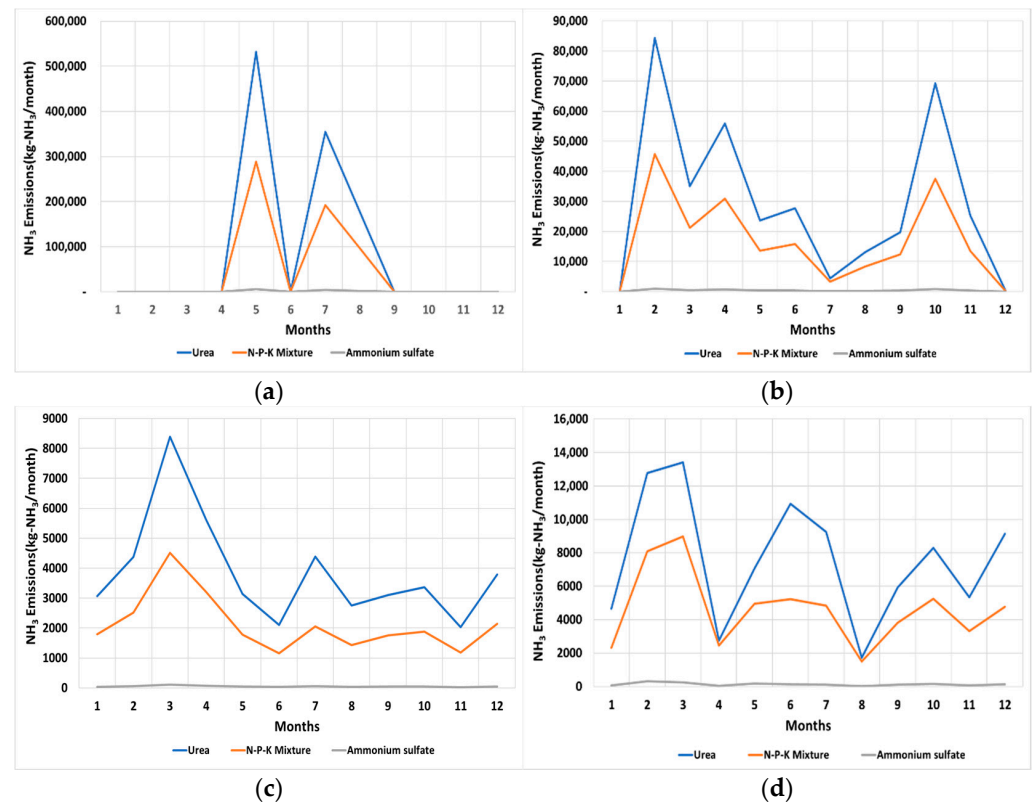 NH₃ Emissions(kg-NH₃/month)
600,000
500,000
400,000
300,000
200,000
100,000
-
1 2 3 4 5 6 7 8 9 10 11 12
Months
Urea N-P-K Mixture Ammonium sulfate
(a)
NH₃ Emissions(kg-NH₃/month)
90,000
80,000
70,000
60,000
50,000
40,000
30,000
20,000
10,000
-
1 2 3 4 5 6 7 8 9 10 11 12
Months
Urea N-P-K Mixture Ammonium sulfate
(b)
NH₃ Emissions(kg-NH₃/month)
9000
8000
7000
6000
5000
4000
3000
2000
1000
0
1 2 3 4 5 6 7 8 9 10 11 12
Months
Urea N-P-K Mixture Ammonium sulfate
(c)
NH₃ Emissions(kg-NH₃/month)
16,000
14,000
12,000
10,000
8000
6000
4000
2000
0
1 2 3 4 5 6 7 8 9 10 11 12
Months
Urea N-P-K Mixture Ammonium sulfate
(d)